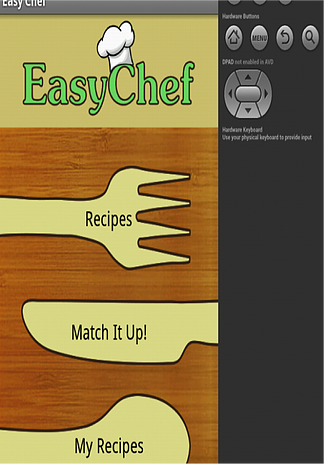 Easy Chef
EasyChef
Recipes
Match It Up!
My Recipes
Hardware Buttons
MENU
DPAD not enabled in AVD
Hardware Keyboard
Use your physical keyboard to provide input